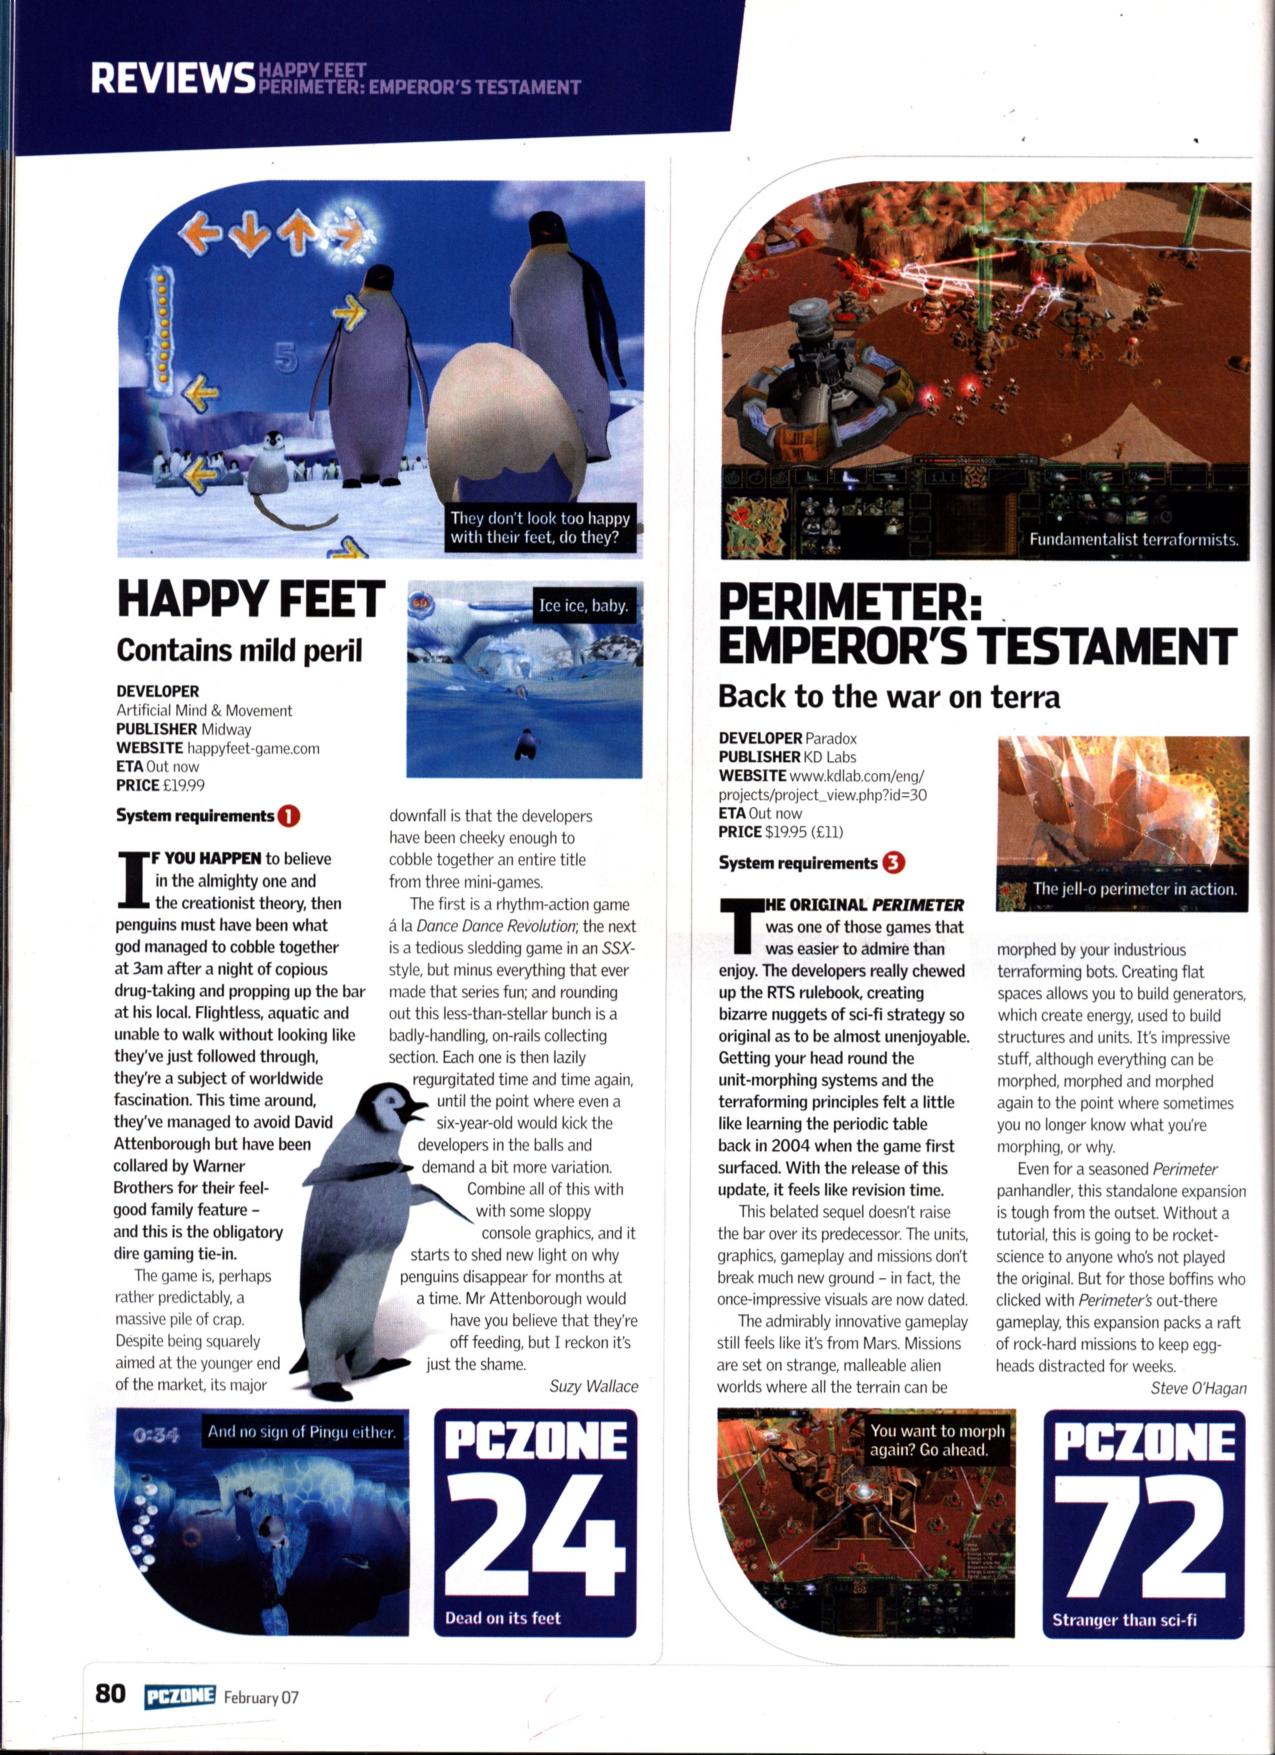 REVIEWS HAPPY FEET
PERIMETER: EMPEROR'S TESTAMENT
They don't look too happy
with their feet, do they?
HAPPY FEET
Contains mild peril
Ice ice, baby.
DEVELOPER
Artificial Mind & Movement
PUBLISHER Midway
WEBSITE happyfeet-game.com
ETA Out now
PRICE £19.99
System requirements 1
IF YOU HAPPEN to believe
in the almighty one and
the creationist theory, then
penguins must have been what
god managed to cobble together
at 3am after a night of copious
drug-taking and propping up the bar
at his local. Flightless, aquatic and
unable to walk without looking like
they've just followed through,
they're a subject of worldwide
fascination. This time around,
they've managed to avoid David
Attenborough but have been
collared by Warner
Brothers for their feel-
good family feature –
and this is the obligatory
dire gaming tie-in.
The game is, perhaps
rather predictably, a
massive pile of crap.
Despite being squarely
aimed at the younger end
of the market, its major
downfall is that the developers
have been cheeky enough to
cobble together an entire title
from three mini-games.
The first is a rhythm-action game
á la Dance Dance Revolution; the next
is a tedious sledding game in an SSX-
style, but minus everything that ever
made that series fun; and rounding
out this less-than-stellar bunch is a
badly-handling, on-rails collecting
section. Each one is then lazily
regurgitated time and time again,
until the point where even a
six-year-old would kick the
developers in the balls and
demand a bit more variation.
Combine all of this with
with some sloppy
console graphics, and it
starts to shed new light on why
penguins disappear for months at
a time. Mr Attenborough would
have you believe that they're
off feeding, but I reckon it's
just the shame.
Suzy Wallace
0:34
And no sign of Pingu either.
PCZONE
24
Dead on its feet
Fundamentalist terraformists.
PERIMETER:
EMPEROR'S TESTAMENT
Back to the war on terra
DEVELOPER Paradox
PUBLISHER KD Labs
WEBSITE www.kdlab.com/eng/
projects/project_view.php?id=30
ETA Out now
PRICE $19.95 (£11)
System requirements 3
The jell-o perimeter in action.
THE ORIGINAL PERIMETER
was one of those games that
was easier to admire than
enjoy. The developers really chewed
up the RTS rulebook, creating
bizarre nuggets of sci-fi strategy so
original as to be almost unenjoyable.
Getting your head round the
unit-morphing systems and the
terraforming principles felt a little
like learning the periodic table
back in 2004 when the game first
surfaced. With the release of this
update, it feels like revision time.
This belated sequel doesn't raise
the bar over its predecessor. The units,
graphics, gameplay and missions don't
break much new ground – in fact, the
once-impressive visuals are now dated.
The admirably innovative gameplay
still feels like it's from Mars. Missions
are set on strange, malleable alien
worlds where all the terrain can be
morphed by your industrious
terraforming bots. Creating flat
spaces allows you to build generators,
which create energy, used to build
structures and units. It's impressive
stuff, although everything can be
morphed, morphed and morphed
again to the point where sometimes
you no longer know what you're
morphing, or why.
Even for a seasoned Perimeter
panhandler, this standalone expansion
is tough from the outset. Without a
tutorial, this is going to be rocket-
science to anyone who's not played
the original. But for those boffins who
clicked with Perimeter's out-there
gameplay, this expansion packs a raft
of rock-hard missions to keep egg-
heads distracted for weeks.
Steve O'Hagan
You want to morph
again? Go ahead.
PCZONE
72
Stranger than sci-fi
80 PCZONE February 07